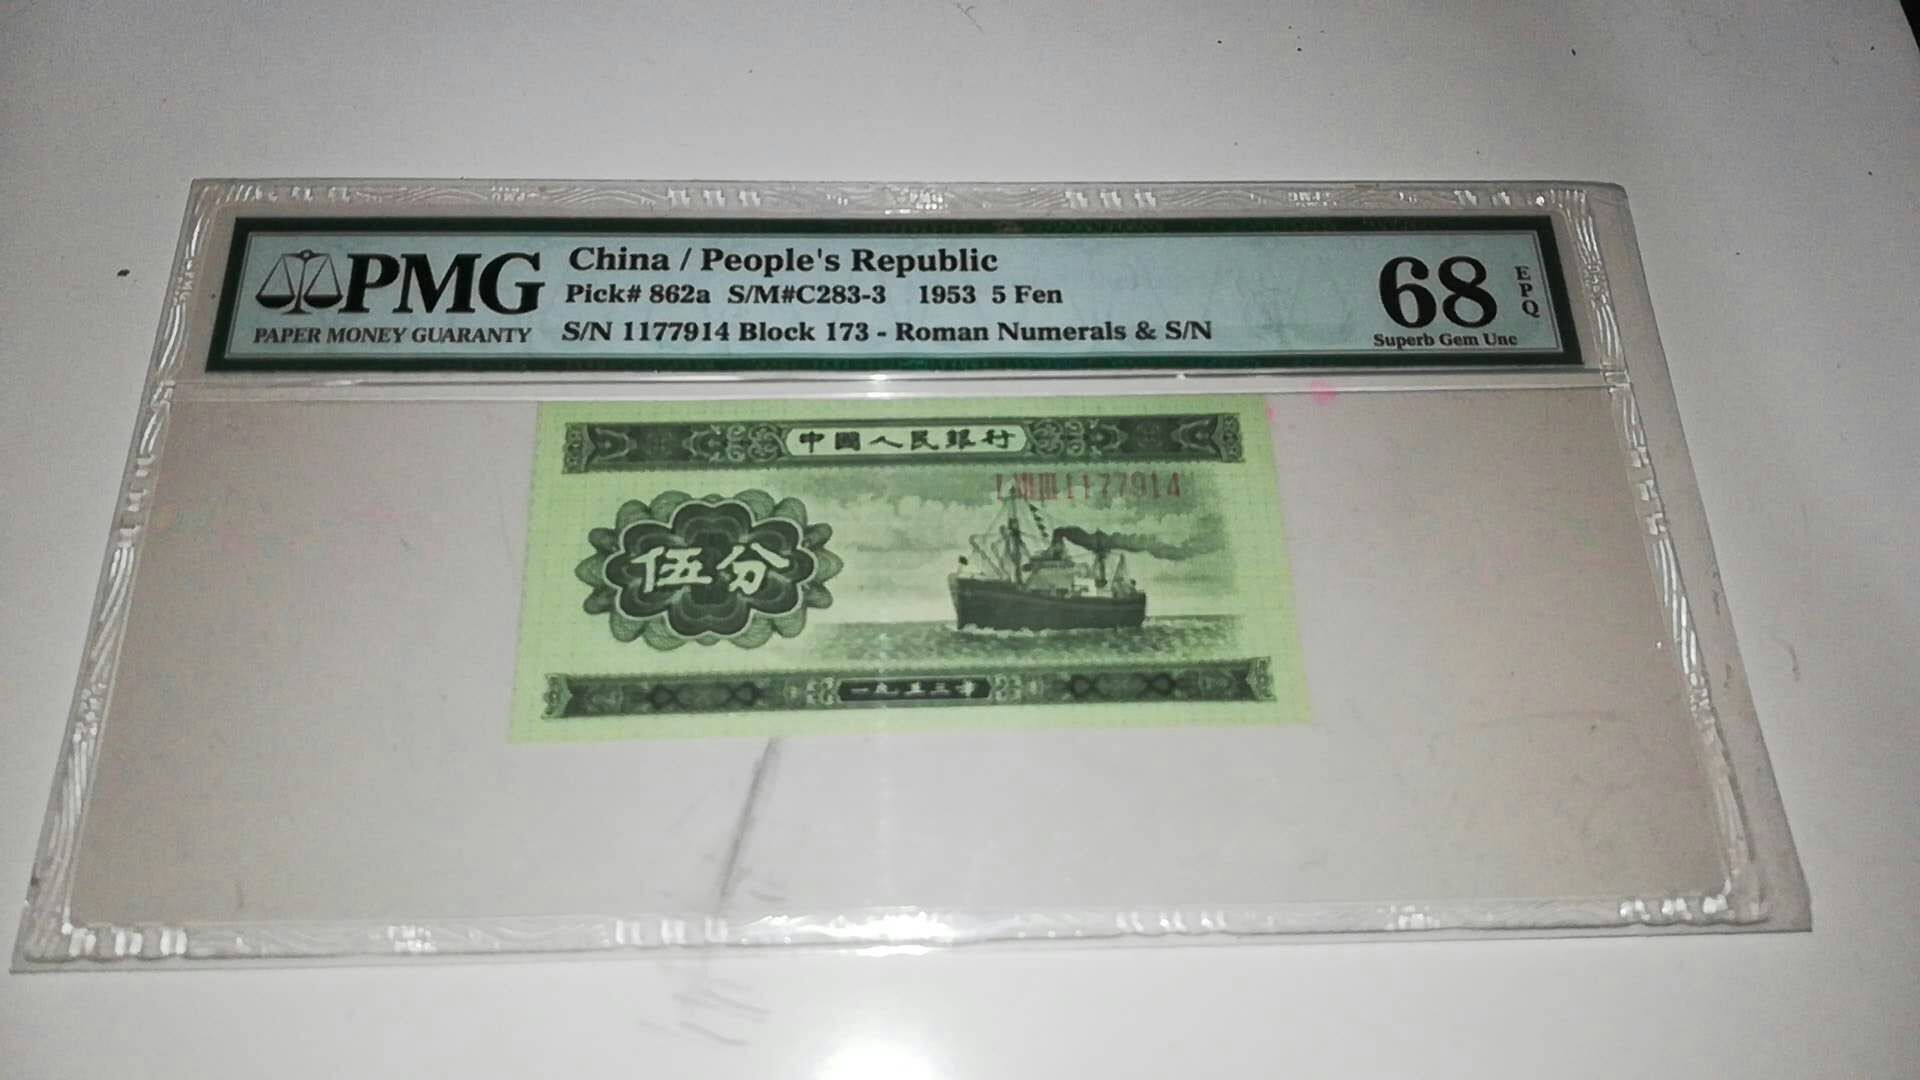 PMG
PAPER MONEY GUARANTY
China / People's Republic
Pick# 862a S/M#C283-3 1953 5 Fen
S/N 1177914 Block 173 - Roman Numerals & S/N
68
EPQ
Superb Gem Unc
中國人民銀行
I VII III 1177914
伍分
一九五三年